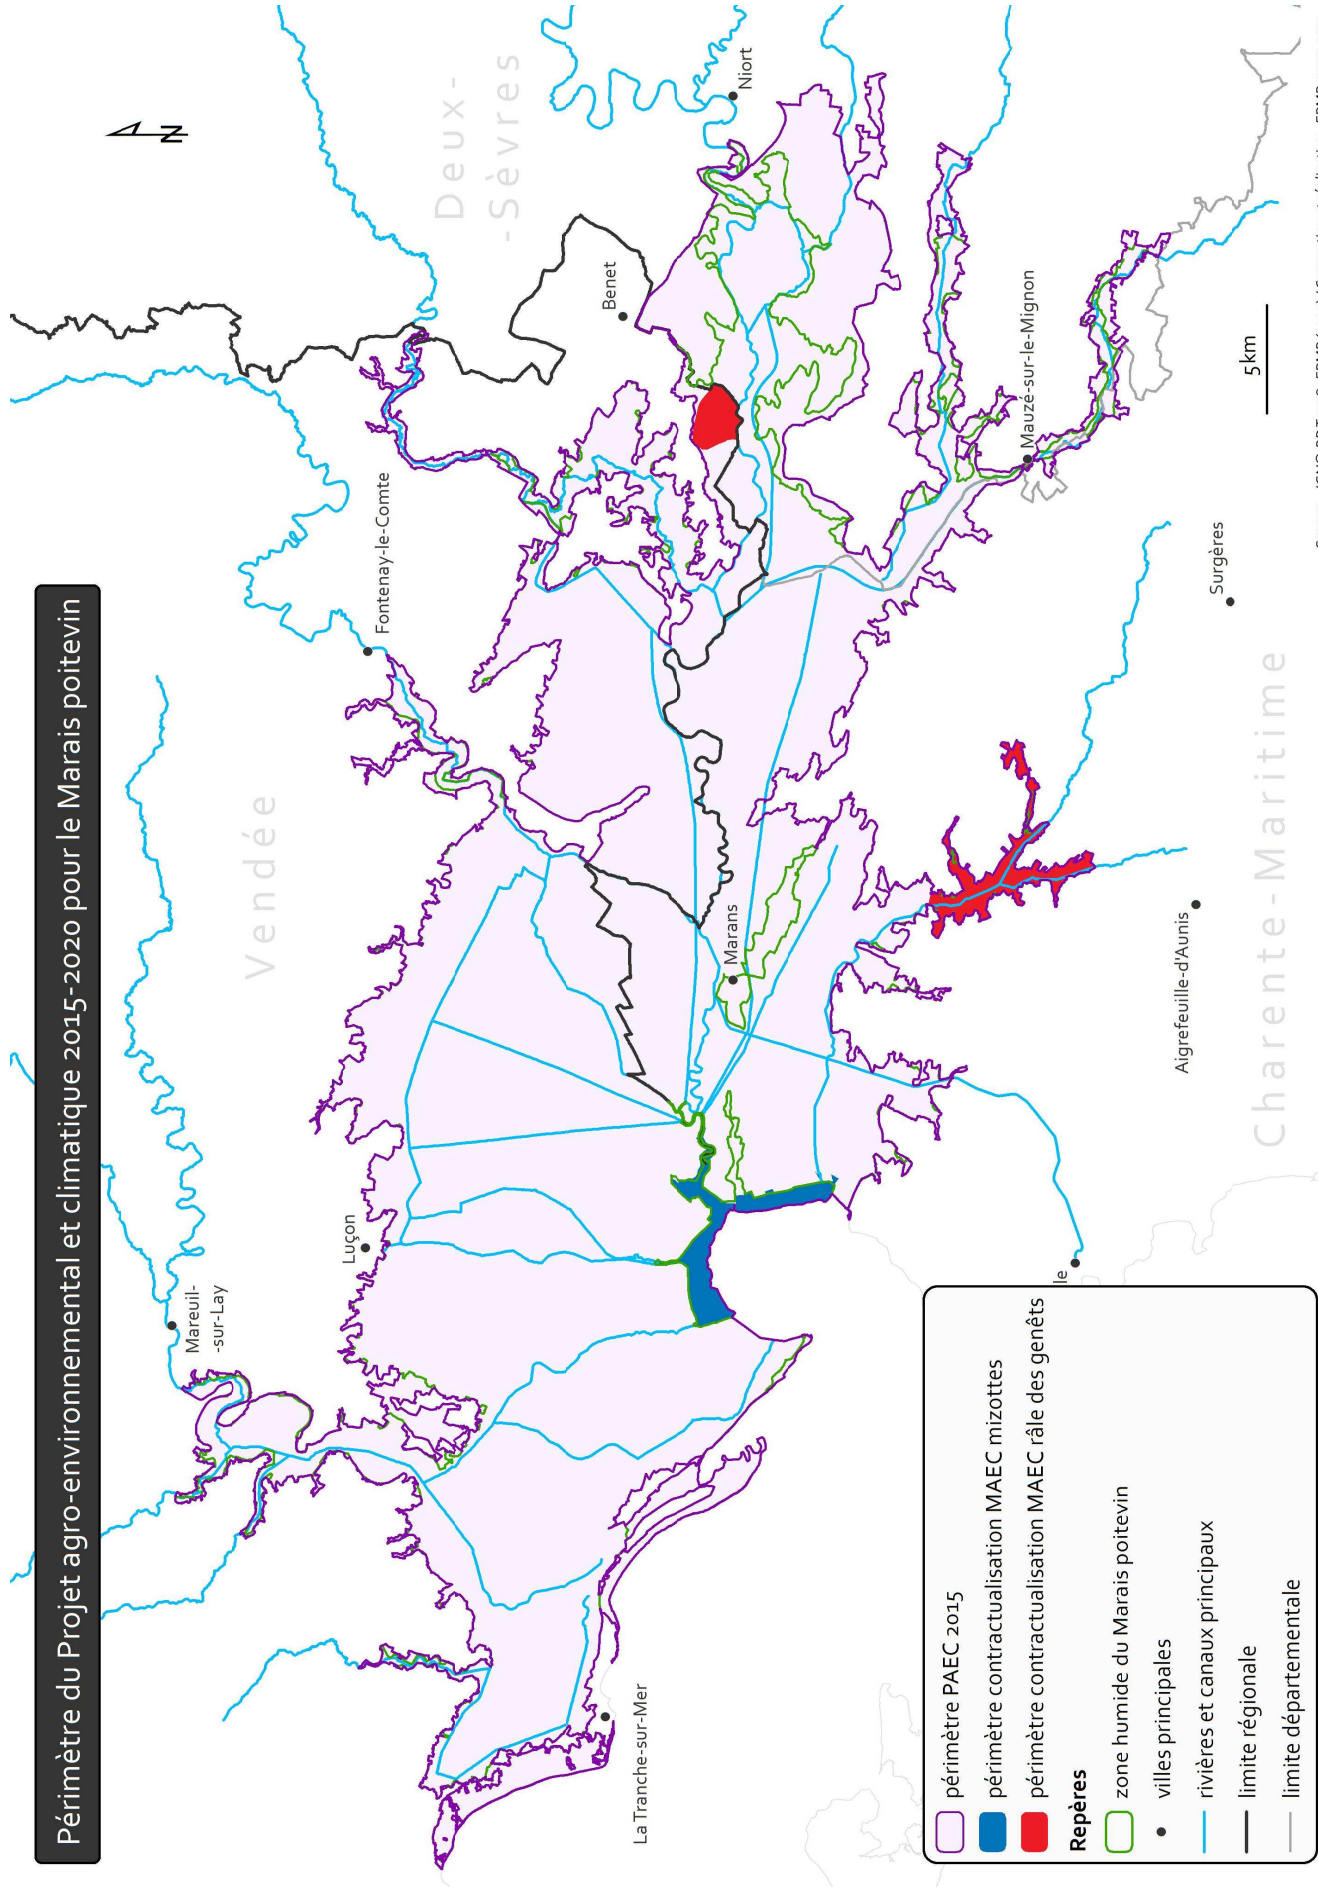 Périmètre du Projet agro-environnemental et climatique 2015-2020 pour le Marais poitevin
N
Mareuil-
-sur-Lay
Vendée
Deux-
-Sèvres
Luçon
Fontenay-le-Comte
Benet
Niort
La Tranche-sur-Mer
Marans
Mauzé-sur-le-Mignon
Aigrefeuille-d'Aunis
Surgères
Charente-Maritime
5km
le
périmètre PAEC 2015
périmètre contractualisation MAEC mizottes
périmètre contractualisation MAEC râle des genêts
Repères
zone humide du Marais poitevin
villes principales
rivières et canaux principaux
limite régionale
limite départementale